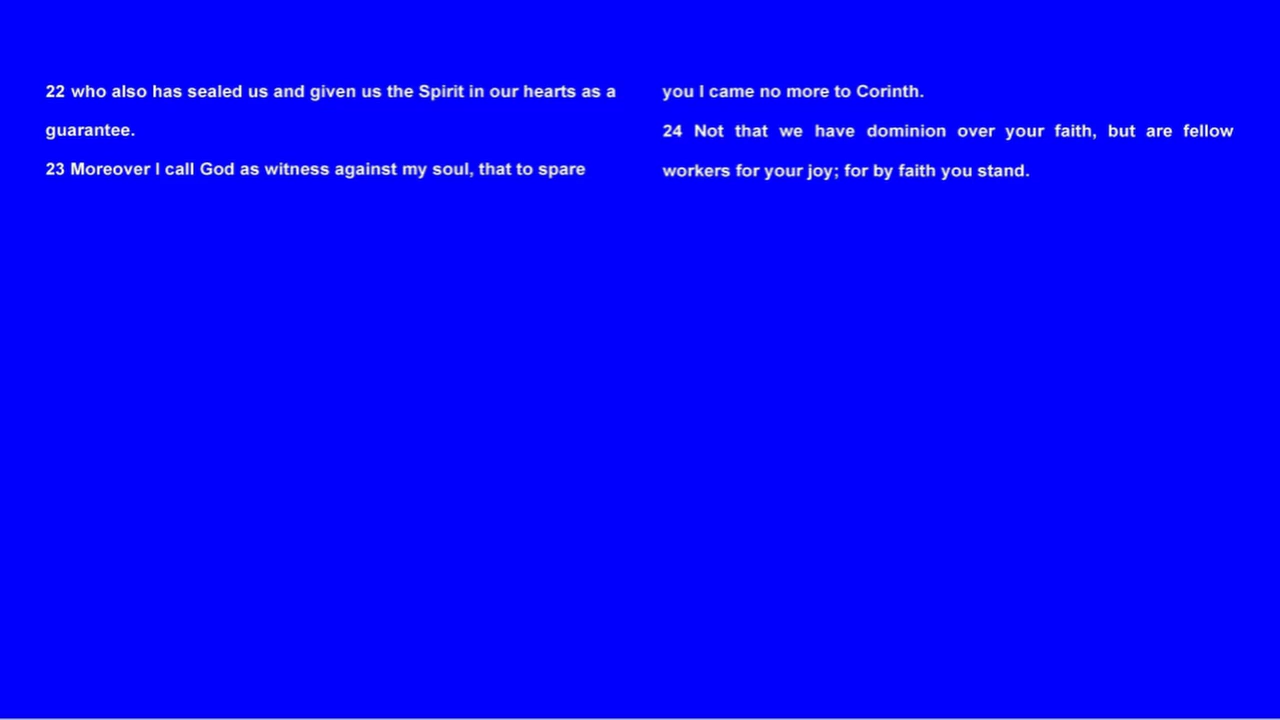 22 who also has sealed us and given us the Spirit in our hearts as a
guarantee.
23 Moreover I call God as witness against my soul, that to spare
you I came no more to Corinth.
24 Not that we have dominion over your faith, but are fellow
workers for your joy; for by faith you stand.